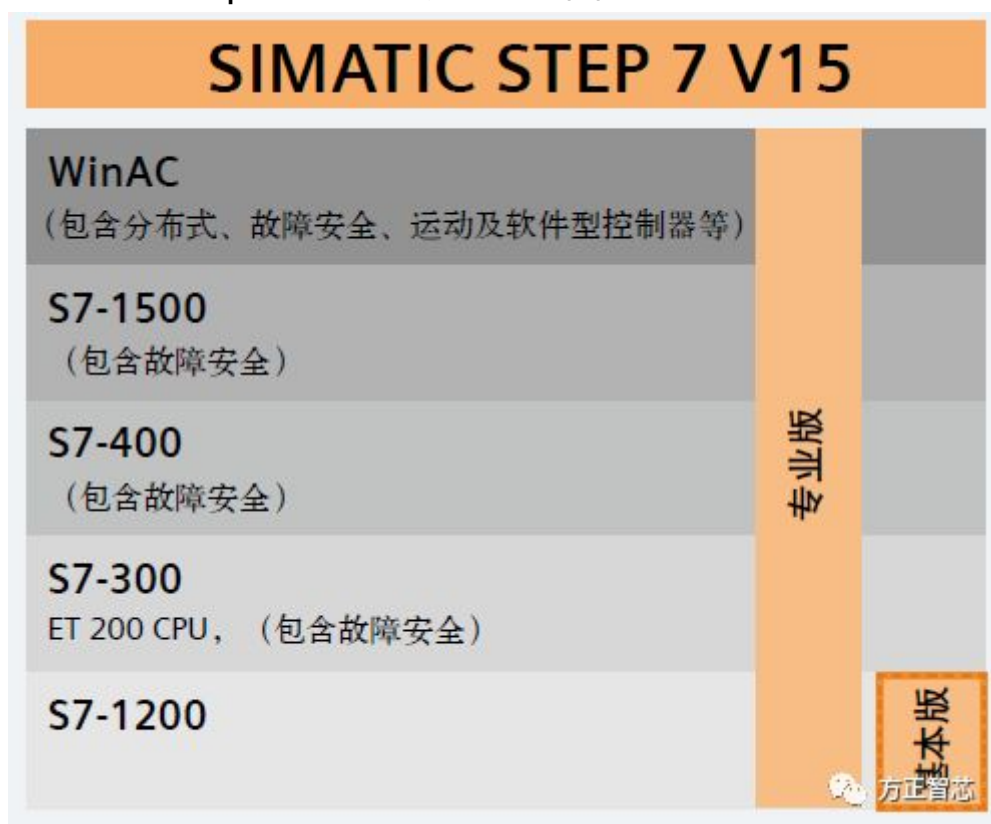 SIMATIC STEP 7 V15
WinAC
（包含分布式、故障安全、运动及软件型控制器等）
S7-1500
（包含故障安全）
S7-400
（包含故障安全）
S7-300
ET 200 CPU，（包含故障安全）
S7-1200
专业版
基本版
方正智芯